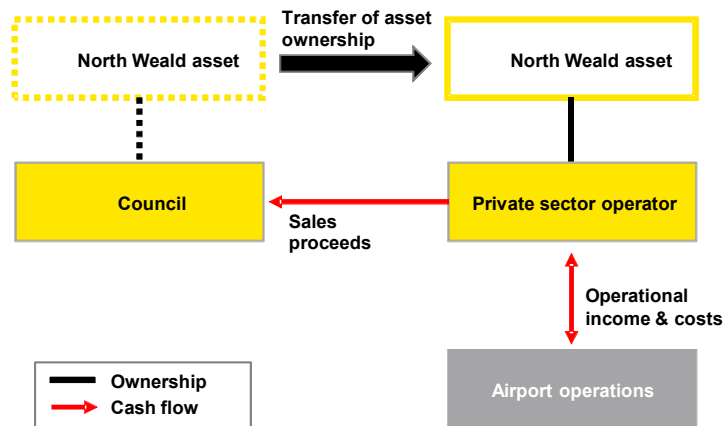 Transfer of asset
ownership
North Weald asset
North Weald asset
Council
Private sector operator
Sales
proceeds
Operational
income & costs
Airport operations
Ownership
Cash flow